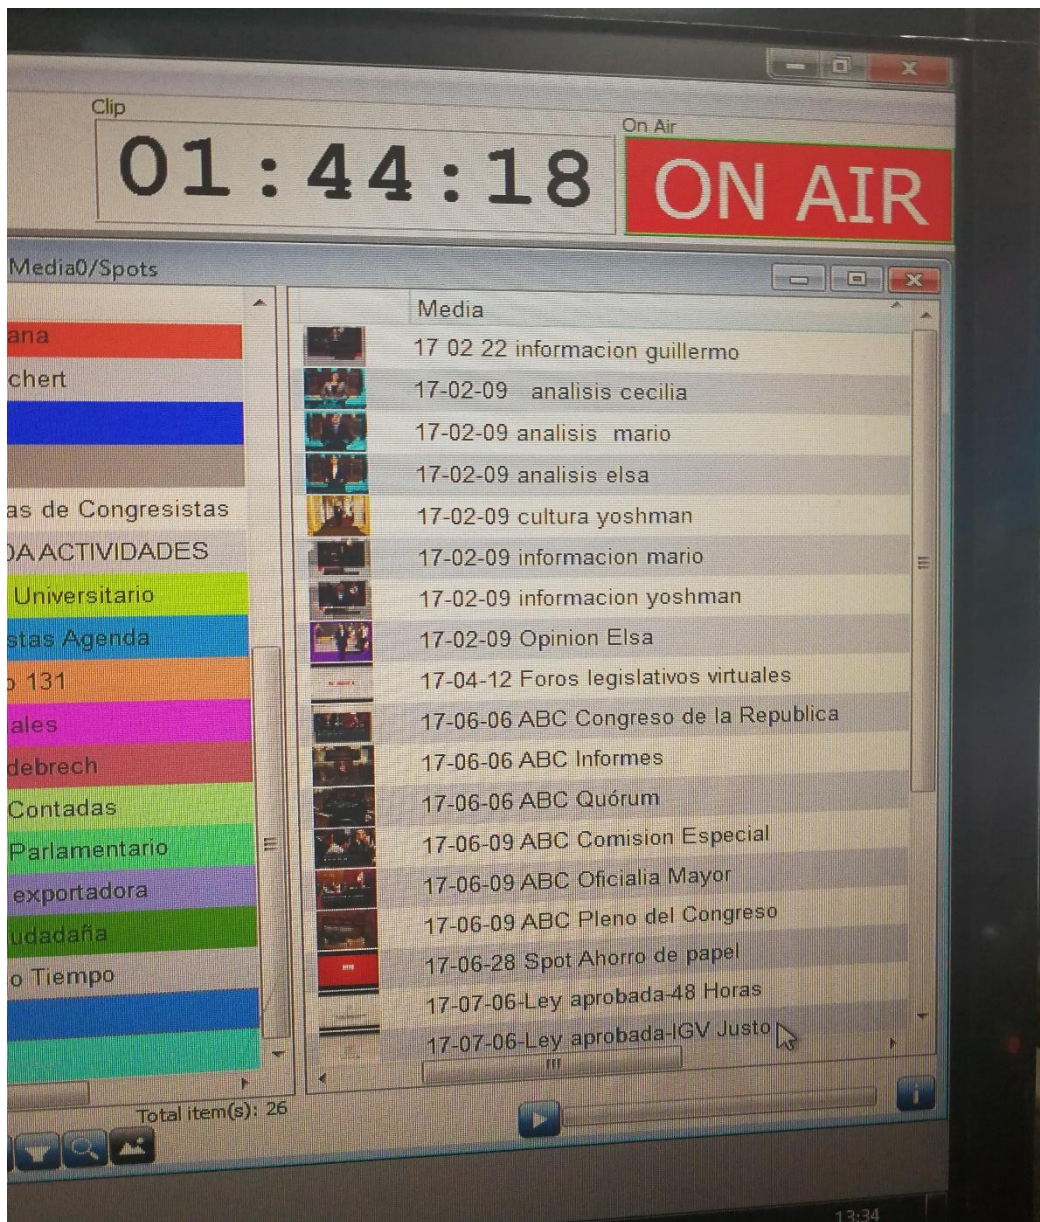 Clip
On Air
01:44:18
ON AIR
Media0/Spots
Media
ana
17 02 22 informacion guillermo
chert
17-02-09 analisis cecilia
17-02-09 analisis mario
17-02-09 analisis elsa
as de Congresistas
17-02-09 cultura yoshman
DA ACTIVIDADES
17-02-09 informacion mario
Universitario
17-02-09 informacion yoshman
stas Agenda
17-02-09 Opinion Elsa
o 131
17-04-12 Foros legislativos virtuales
ales
17-06-06 ABC Congreso de la Republica
debrech
17-06-06 ABC Informes
Contadas
17-06-06 ABC Quórum
Parlamentario
17-06-09 ABC Comision Especial
exportadora
17-06-09 ABC Oficialia Mayor
udadaña
17-06-09 ABC Pleno del Congreso
o Tiempo
17-06-28 Spot Ahorro de papel
17-07-06-Ley aprobada-48 Horas
17-07-06-Ley aprobada-IGV Justo
Total item(s): 26
13:34